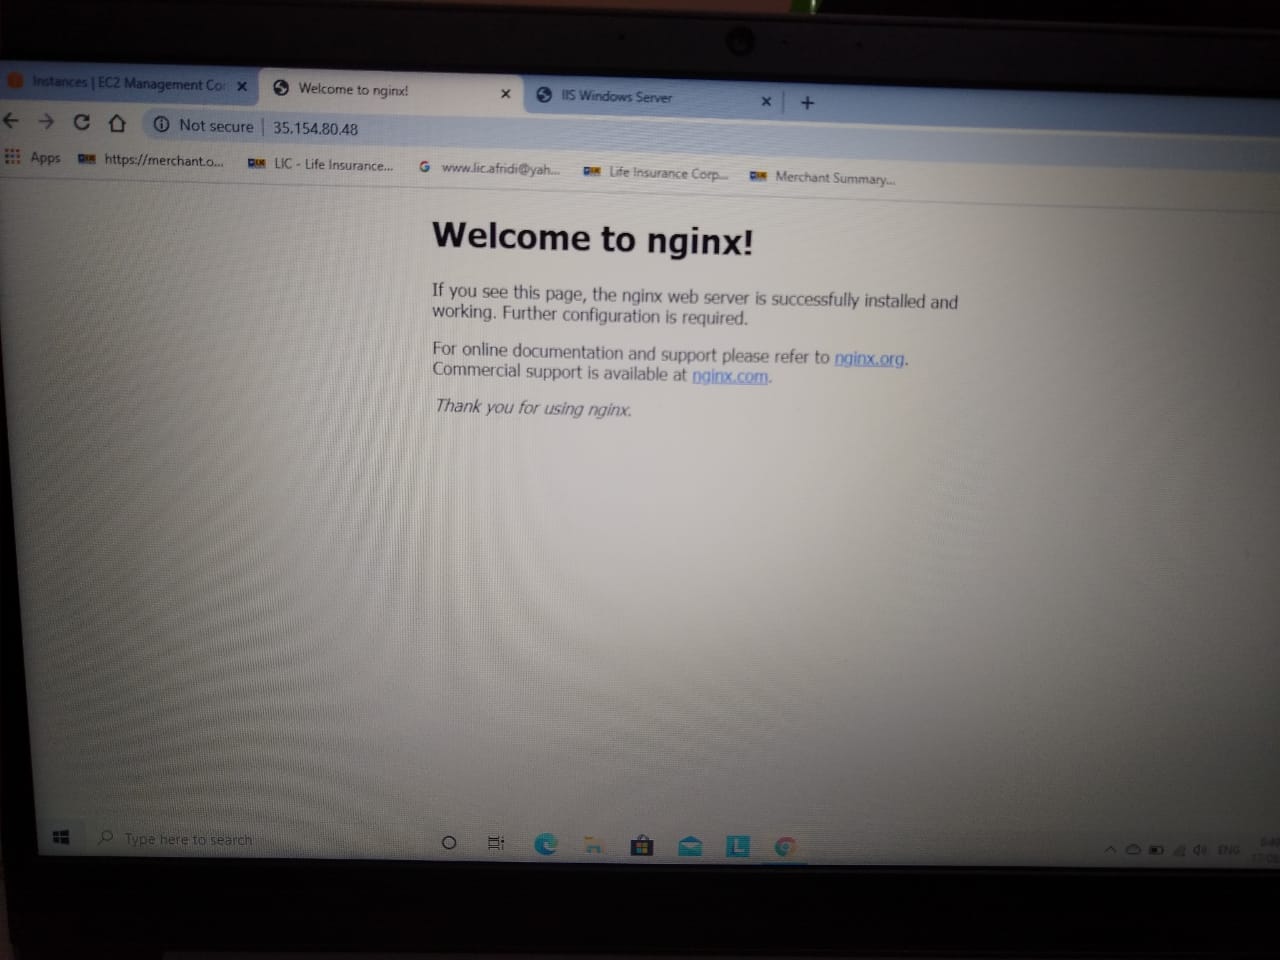 Instances | EC2 Management Con
Welcome to nginx!
IIS Windows Server
Not secure | 35.154.80.48
Apps
https://merchant.o...
LIC - Life Insurance...
www.lic.afridi@yah...
Life Insurance Corp...
Merchant Summary...
Welcome to nginx!
If you see this page, the nginx web server is successfully installed and
working. Further configuration is required.
For online documentation and support please refer to nginx.org.
Commercial support is available at nginx.com.
Thank you for using nginx.
Type here to search
ENG